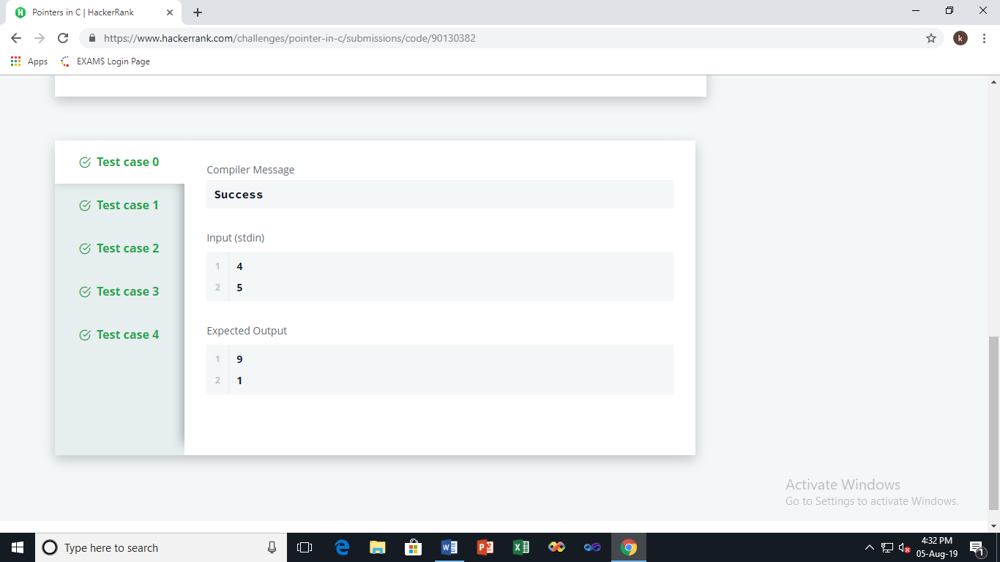 Pointers in C | HackerRank
https://www.hackerrank.com/challenges/pointer-in-c/submissions/code/90130382
k
Apps
EXAMS Login Page
Test case 0
Test case 1
Test case 2
Test case 3
Test case 4
Compiler Message
Success
Input (stdin)
1 4
2 5
Expected Output
1 9
2 1
Activate Windows
Go to Settings to activate Windows.
Type here to search
4:32 PM
05-Aug-19
1